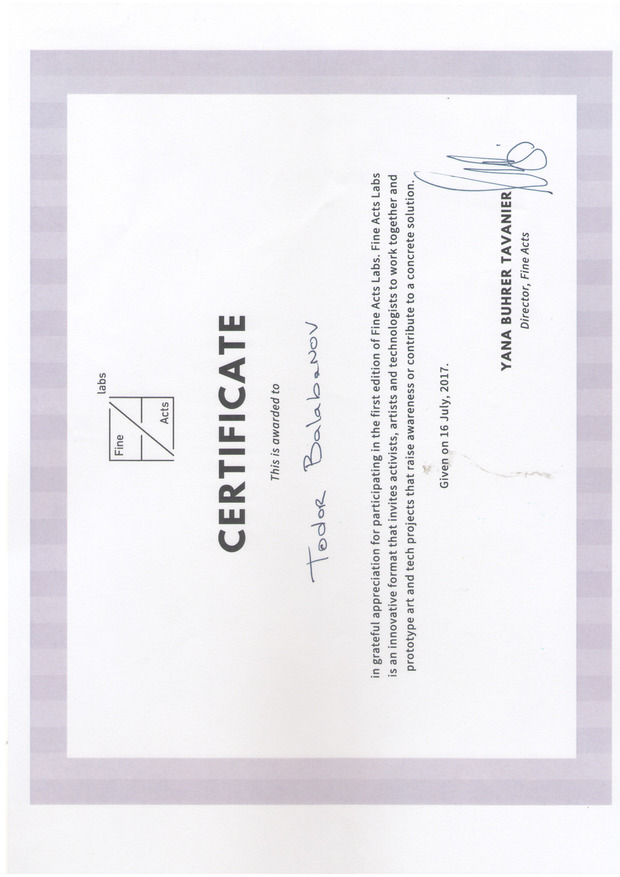 Fine labs
Acts
CERTIFICATE
This is awarded to
Todor Balabanov
in grateful appreciation for participating in the first edition of Fine Acts Labs. Fine Acts Labs
is an innovative format that invites activists, artists and technologists to work together and
prototype art and tech projects that raise awareness or contribute to a concrete solution.
Given on 16 July, 2017.
YANA BUHRER TAVANIER
Director, Fine Acts